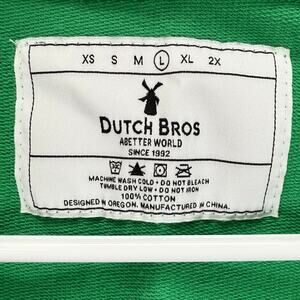 XS S M L XL 2X
DUTCH BROS
ABETTER WORLD
SINCE 1992
MACHINE WASH COLD • DO NOT BLEACH
TUMBLE DRY LOW • DO NOT IRON
100% COTTON
DESIGNED IN OREGON. MANUFACTURED IN CHINA.